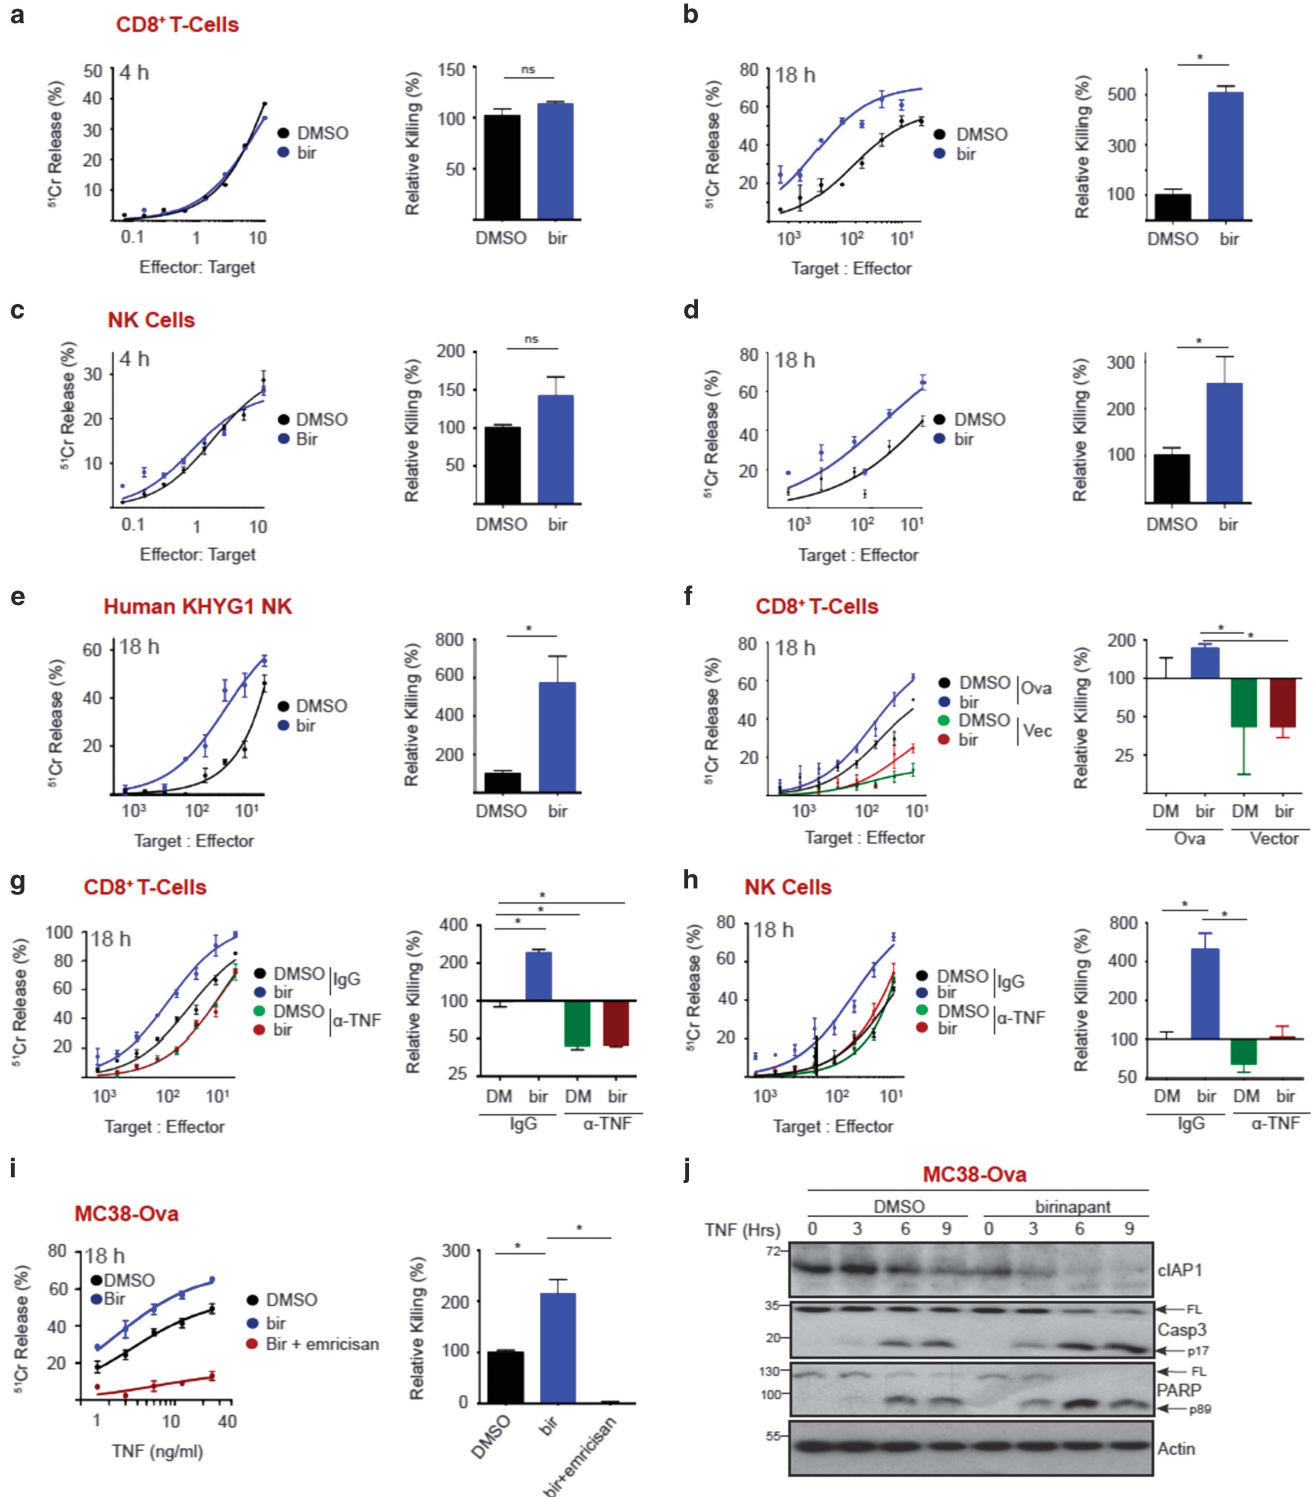 a
CD8+ T-Cells
4 h
50
40
30
20
10
51Cr Release (%)
0.1 1 10
Effector: Target
DMSO
bir
Relative Killing (%)
150
100
50
ns
DMSO bir
b
18 h
80
60
40
20
51Cr Release (%)
10³ 10² 10¹
Target : Effector
DMSO
bir
Relative Killing (%)
500
300
100
*
DMSO bir
c
NK Cells
4 h
30
20
10
51Cr Release (%)
0.1 1 10
Effector: Target
DMSO
Bir
Relative Killing (%)
200
150
100
50
ns
DMSO bir
d
18 h
80
60
40
20
51Cr Release (%)
10³ 10² 10¹
Target : Effector
DMSO
bir
Relative Killing (%)
300
200
100
*
DMSO bir
e
Human KHYG1 NK
18 h
60
40
20
51Cr Release (%)
10³ 10² 10¹
Target : Effector
DMSO
bir
Relative Killing (%)
800
600
400
200
*
DMSO bir
f
CD8+ T-Cells
18 h
80
60
40
20
51Cr Release (%)
10³ 10² 10¹
Target : Effector
DMSO
bir
Ova
DMSO
bir
Vec
Relative Killing (%)
200
100
50
25
* *
DM bir DM bir
Ova Vector
g
CD8+ T-Cells
18 h
100
80
60
40
20
51Cr Release (%)
10³ 10² 10¹
Target : Effector
DMSO
bir
IgG
DMSO
bir
α-TNF
Relative Killing (%)
400
200
100
50
25
*
*
*
DM bir DM bir
IgG α-TNF
h
NK Cells
18 h
80
60
40
20
51Cr Release (%)
10³ 10² 10¹
Target : Effector
DMSO
bir
IgG
DMSO
bir
α-TNF
Relative Killing (%)
800
400
200
100
50
* *
DM bir DM bir
IgG α-TNF
i
MC38-Ova
18 h
DMSO
Bir
80
60
40
20
51Cr Release (%)
1 10 40
TNF (ng/ml)
DMSO
bir
Bir + emricisan
Relative Killing (%)
300
200
100
0
* *
DMSO bir bir+emricisan
j
MC38-Ova
DMSO birinapant
TNF (Hrs) 0 3 6 9 0 3 6 9
72
cIAP1
35
FL
Casp3
20
p17
130
FL
100
PARP
p89
55
Actin